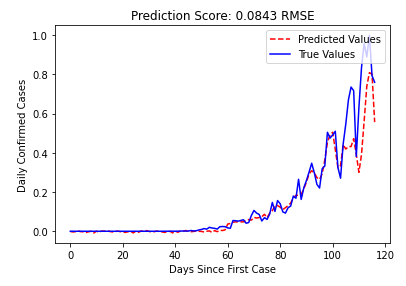 Prediction Score: 0.0843 RMSE
Predicted Values
True Values
Daily Confirmed Cases
1.0
0.8
0.6
0.4
0.2
0.0
0 20 40 60 80 100 120
Days Since First Case